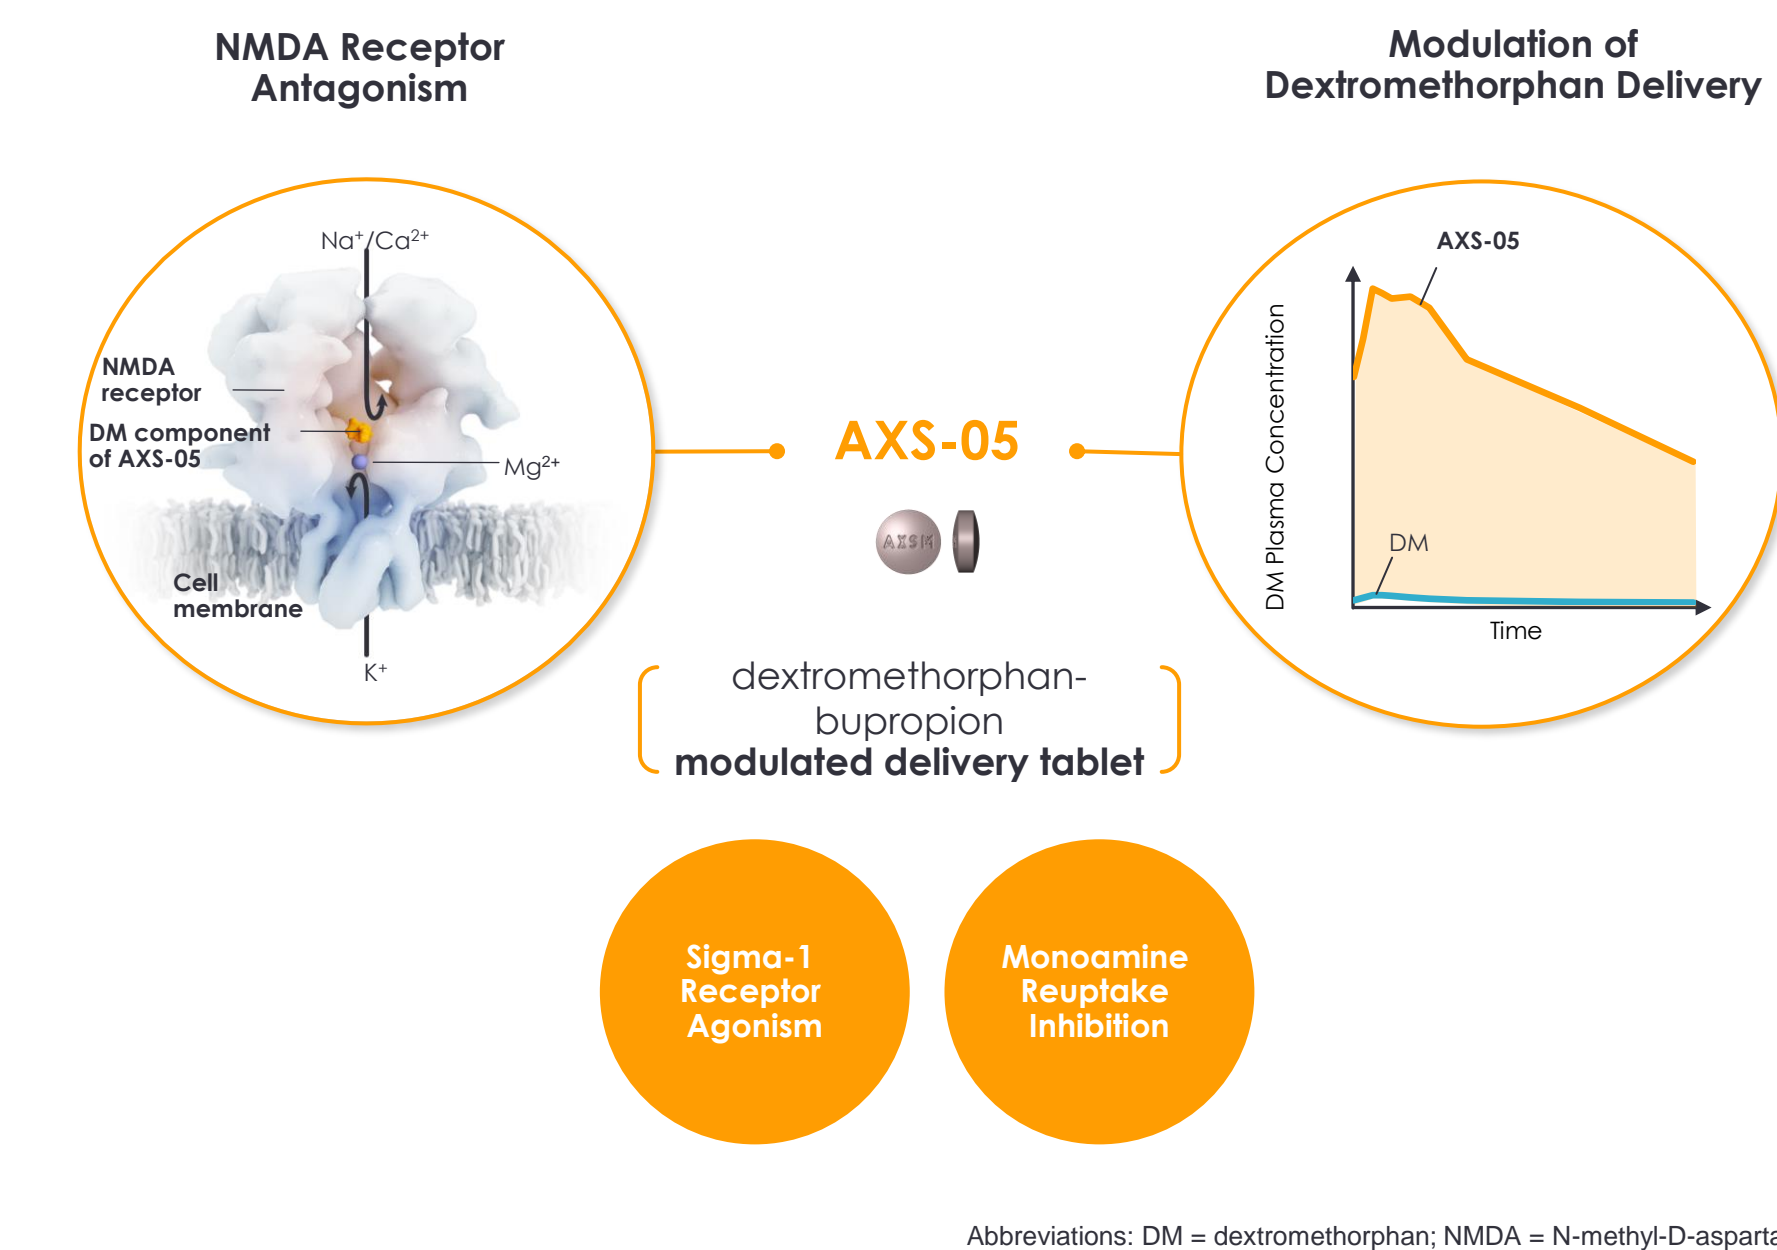 NMDA Receptor
Antagonism
Modulation of
Dextromethorphan Delivery
Na⁺/Ca²⁺
NMDA
receptor
DM component
of AXS-05
Mg²⁺
Cell
membrane
K⁺
AXS-05
AXSM
dextromethorphan-
bupropion
modulated delivery tablet
AXS-05
DM Plasma Concentration
DM
Time
Sigma-1
Receptor
Agonism
Monoamine
Reuptake
Inhibition
Abbreviations: DM = dextromethorphan; NMDA = N-methyl-D-asparta